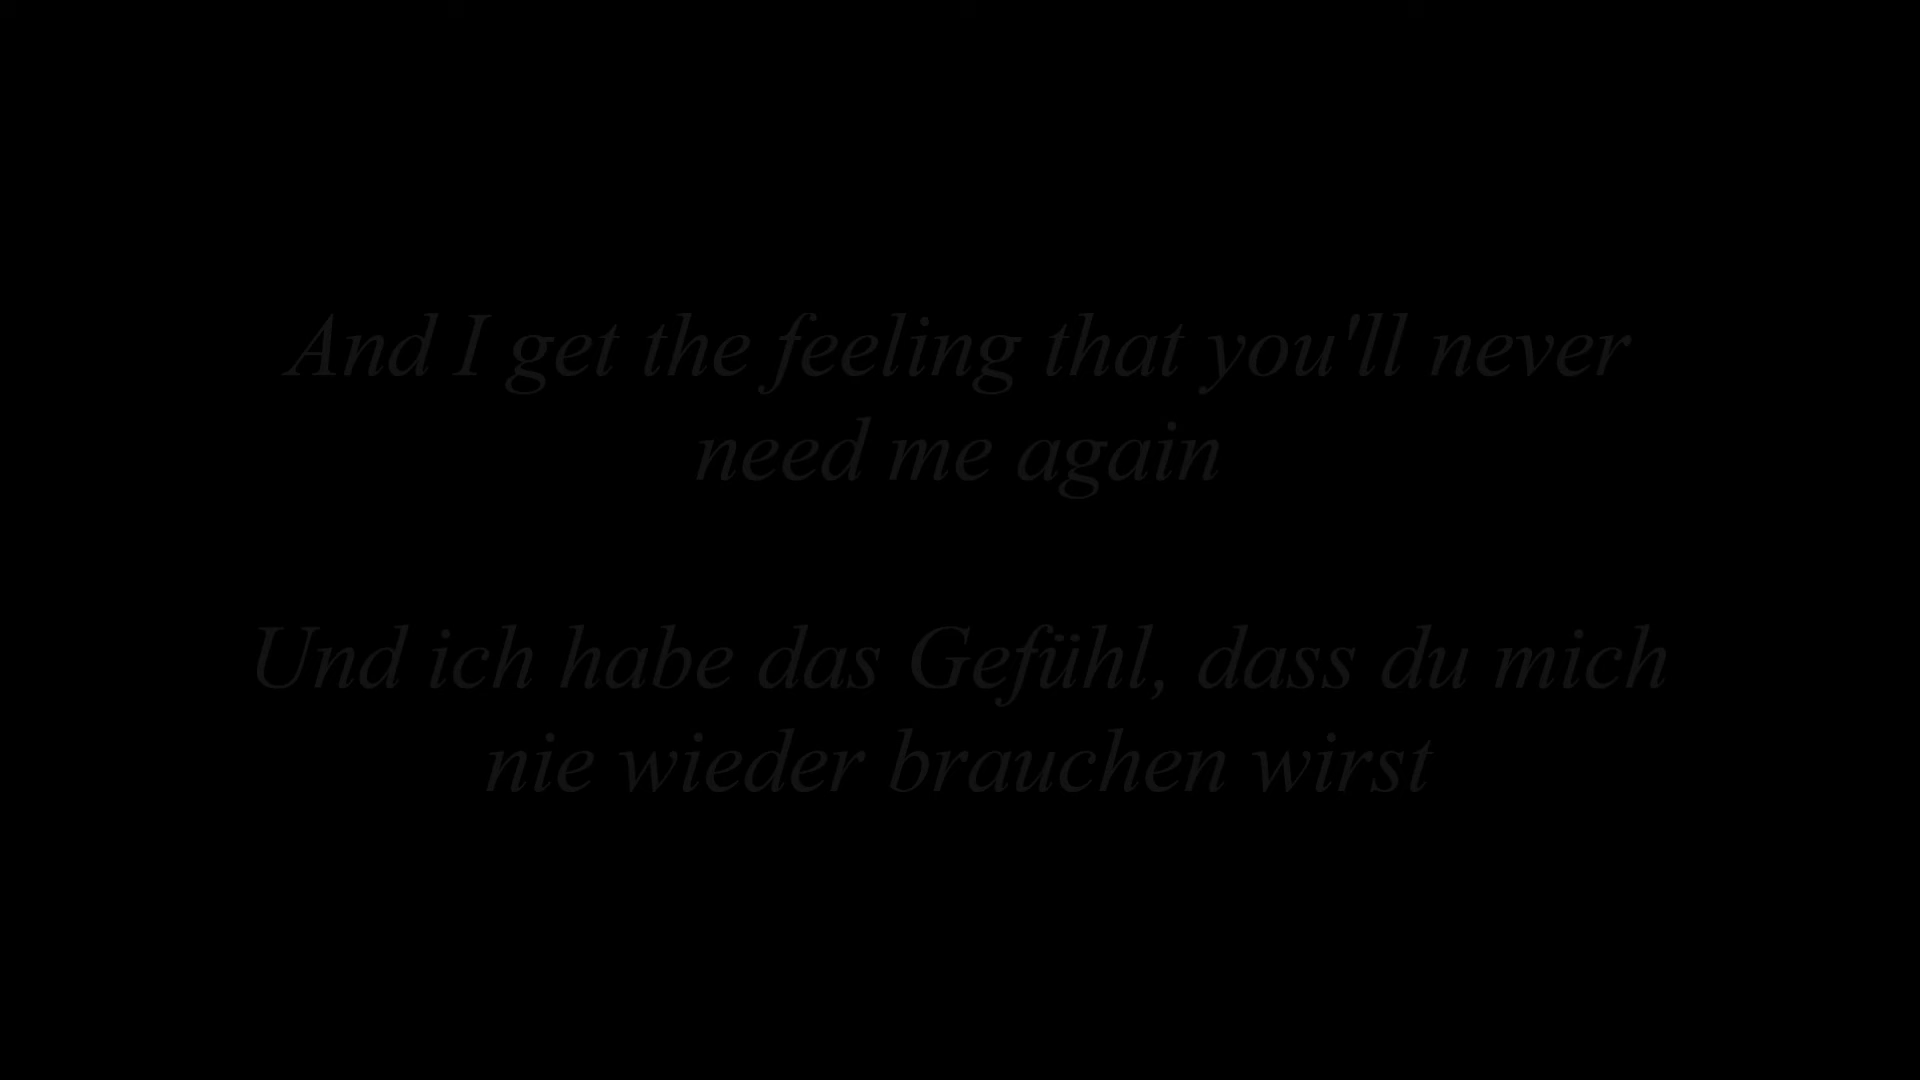 And I get the feeling that you'll never
need me again
Und ich habe das Gefühl, dass du mich
nie wieder brauchen wirst